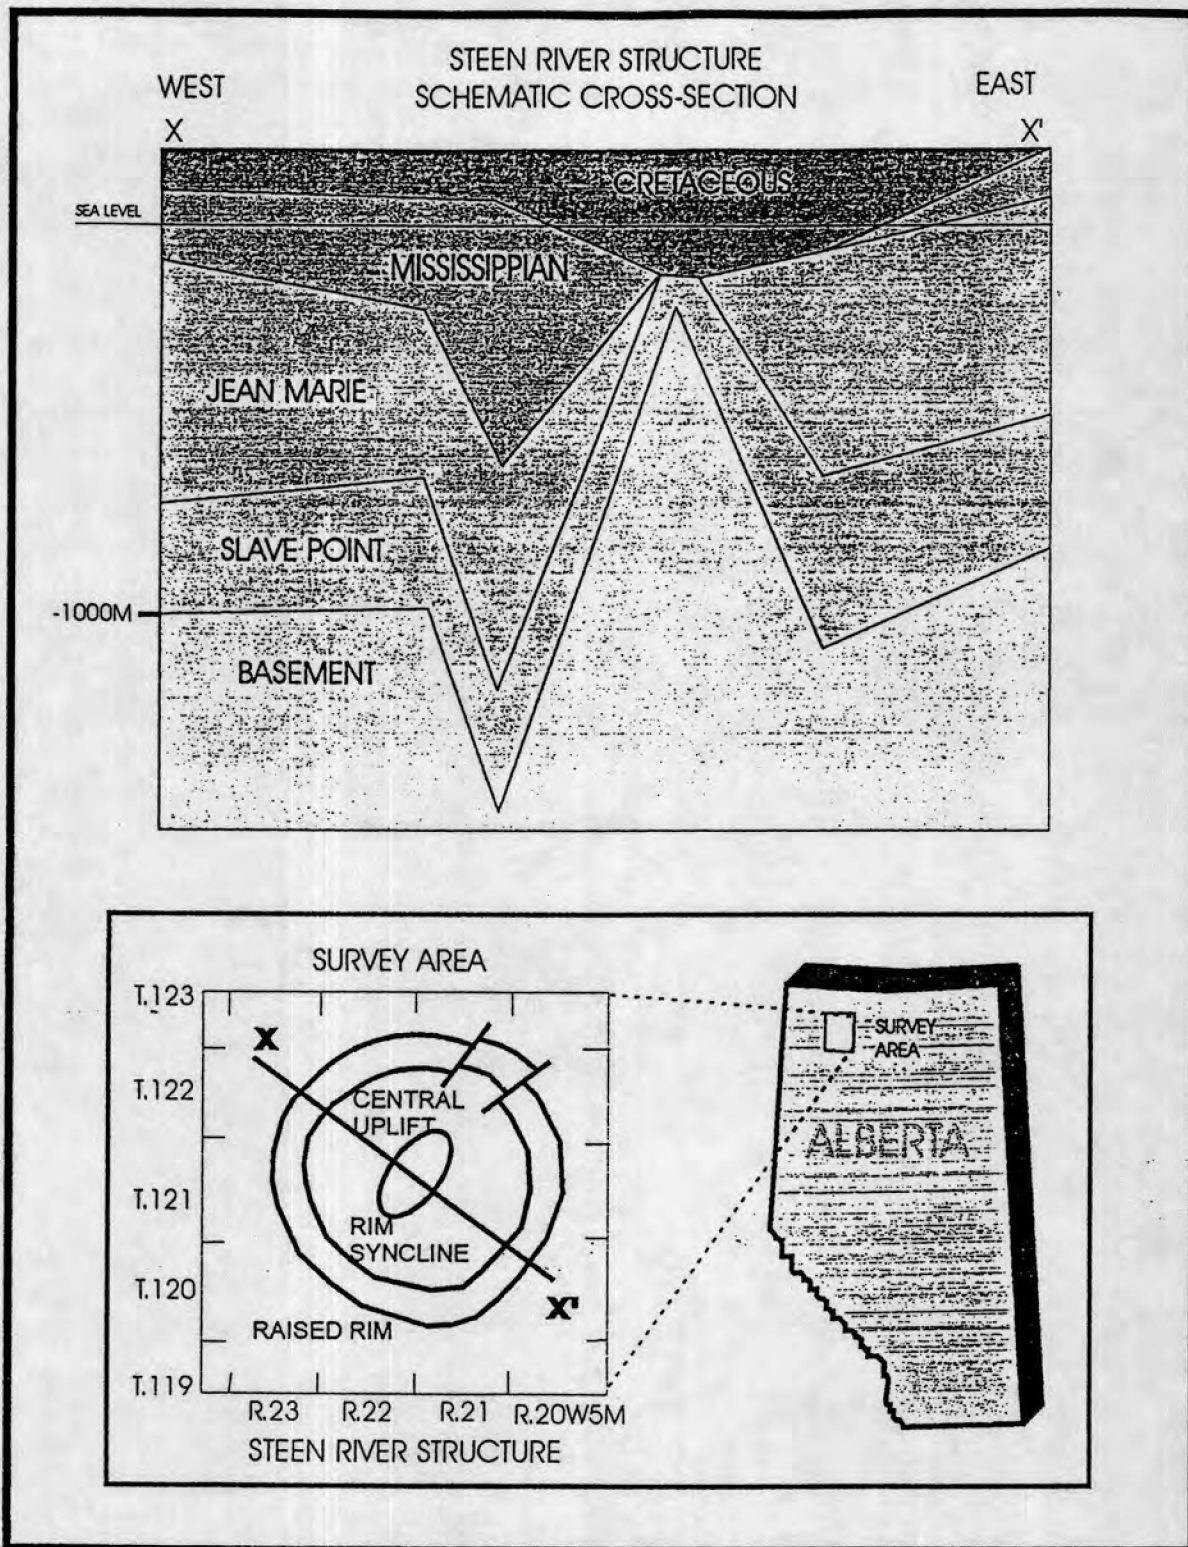 STEEN RIVER STRUCTURE
SCHEMATIC CROSS-SECTION
WEST
EAST
X
X'
CRETACEOUS
SEA LEVEL
MISSISSIPPIAN
JEAN MARIE
SLAVE POINT
-1000M
BASEMENT
SURVEY AREA
T.123
X
T.122
CENTRAL
UPLIFT
T.121
RIM
SYNCLINE
T.120
X'
RAISED RIM
T.119
R.23
R.22
R.21
R.20W5M
STEEN RIVER STRUCTURE
SURVEY
AREA
ALBERTA